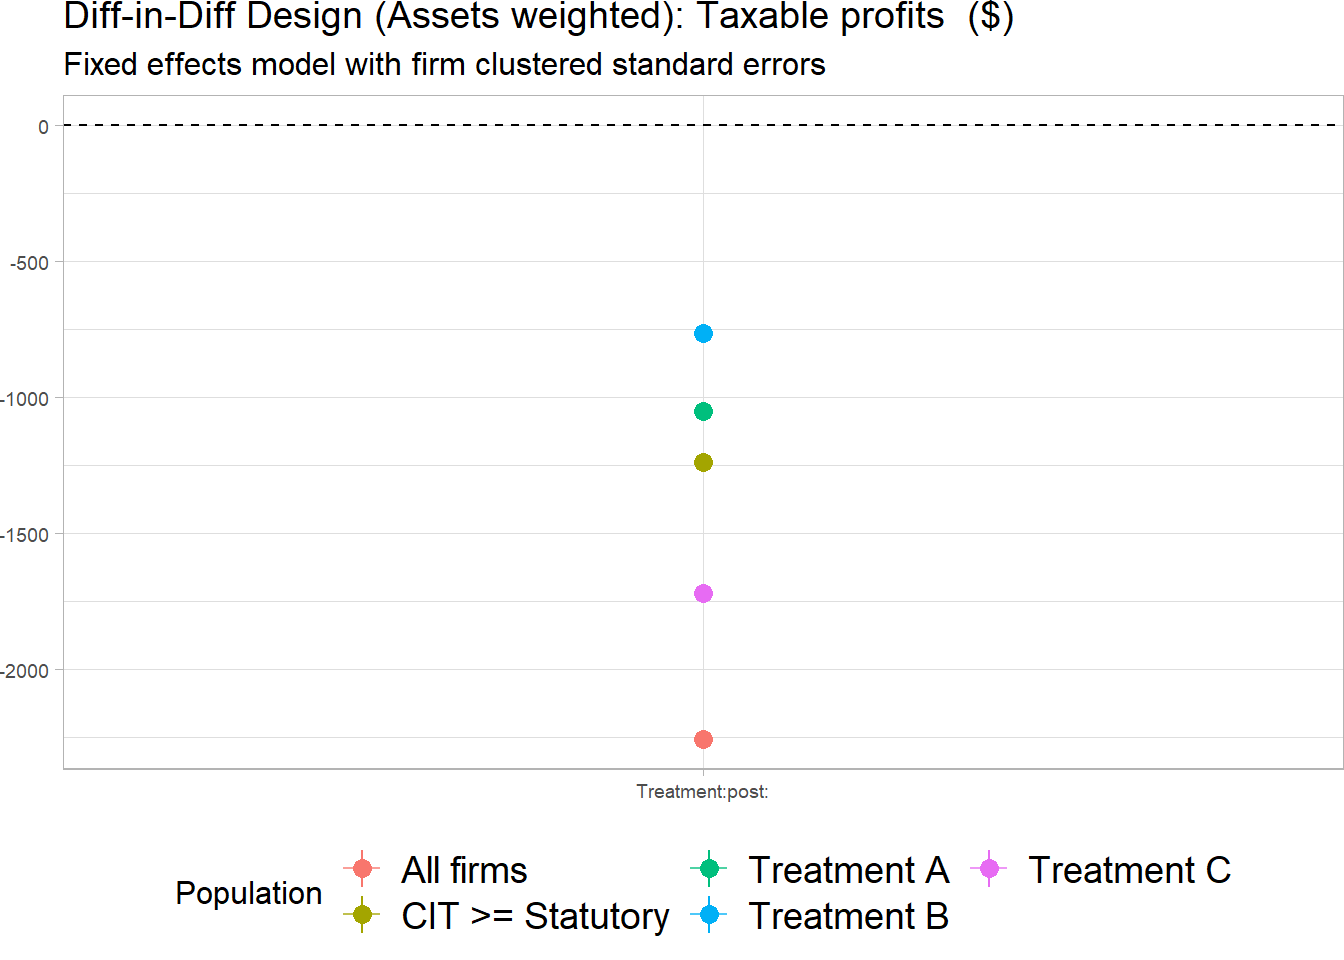 Diff-in-Diff Design (Assets weighted): Taxable profits  ($)
Fixed effects model with firm clustered standard errors
0
-500
-1000
-1500
-2000
Treatment:post:
Population
All firms
CIT >= Statutory
Treatment A
Treatment B
Treatment C